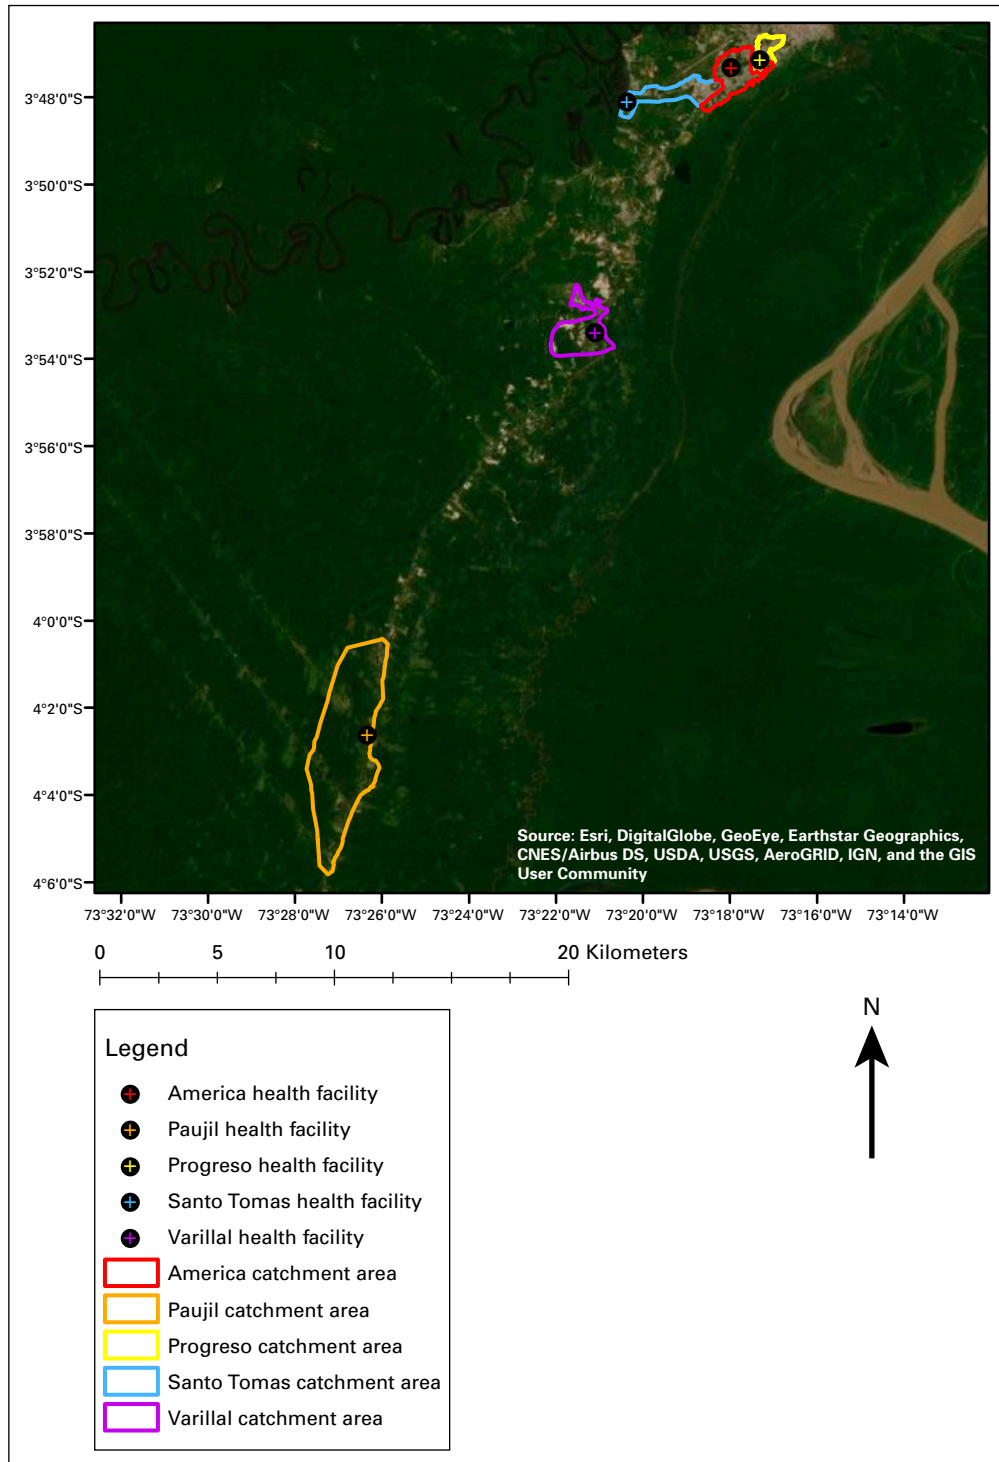 3°48'0"S
3°50'0"S
3°52'0"S
3°54'0"S
3°56'0"S
3°58'0"S
4°0'0"S
4°2'0"S
4°4'0"S
4°6'0"S
Source: Esri, DigitalGlobe, GeoEye, Earthstar Geographics,
CNES/Airbus DS, USDA, USGS, AeroGRID, IGN, and the GIS
User Community
73°32'0"W 73°30'0"W 73°28'0"W 73°26'0"W 73°24'0"W 73°22'0"W 73°20'0"W 73°18'0"W 73°16'0"W 73°14'0"W
0 5 10 20 Kilometers
N
Legend
America health facility
Paujil health facility
Progreso health facility
Santo Tomas health facility
Varillal health facility
America catchment area
Paujil catchment area
Progreso catchment area
Santo Tomas catchment area
Varillal catchment area